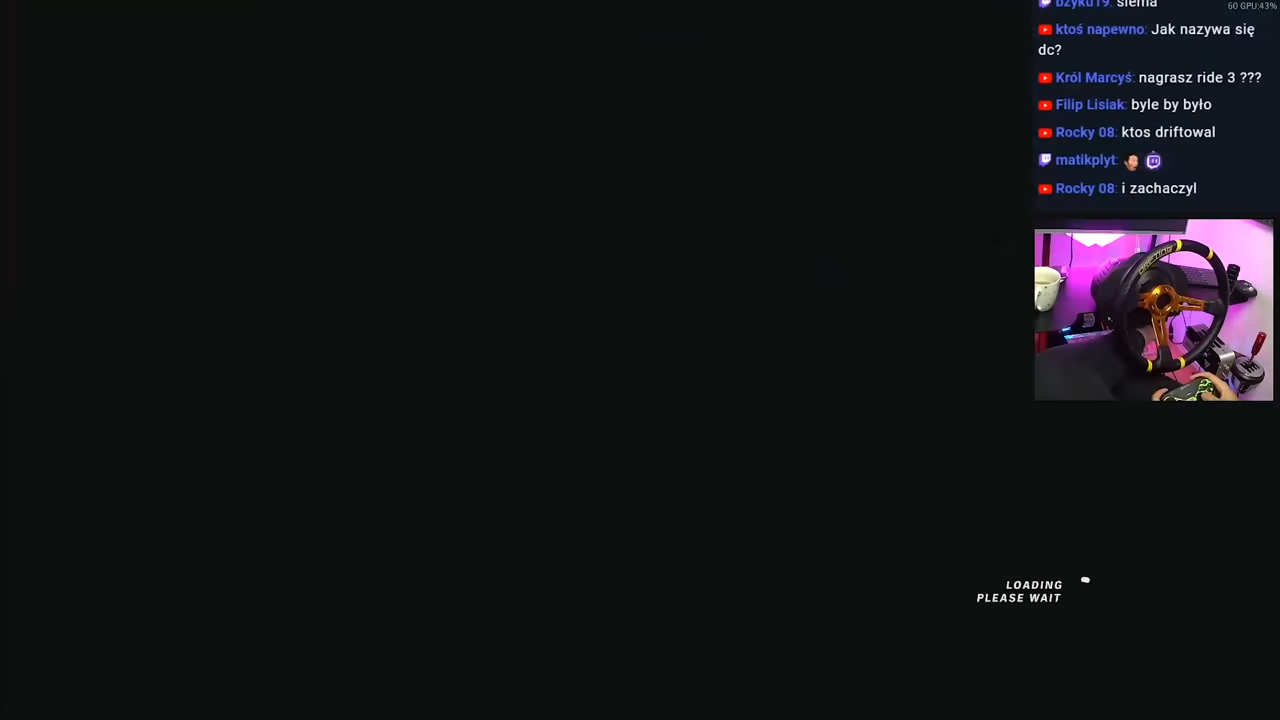 bzyku19: siema
60 GPU:43%
ktoś napewno: Jak nazywa się
dc?
Król Marcyś: nagrasz ride 3 ???
Filip Lisiak: byle by było
Rocky 08: ktos driftowal
matikplyt:
Rocky 08: i zachaczyl
LOADING
PLEASE WAIT